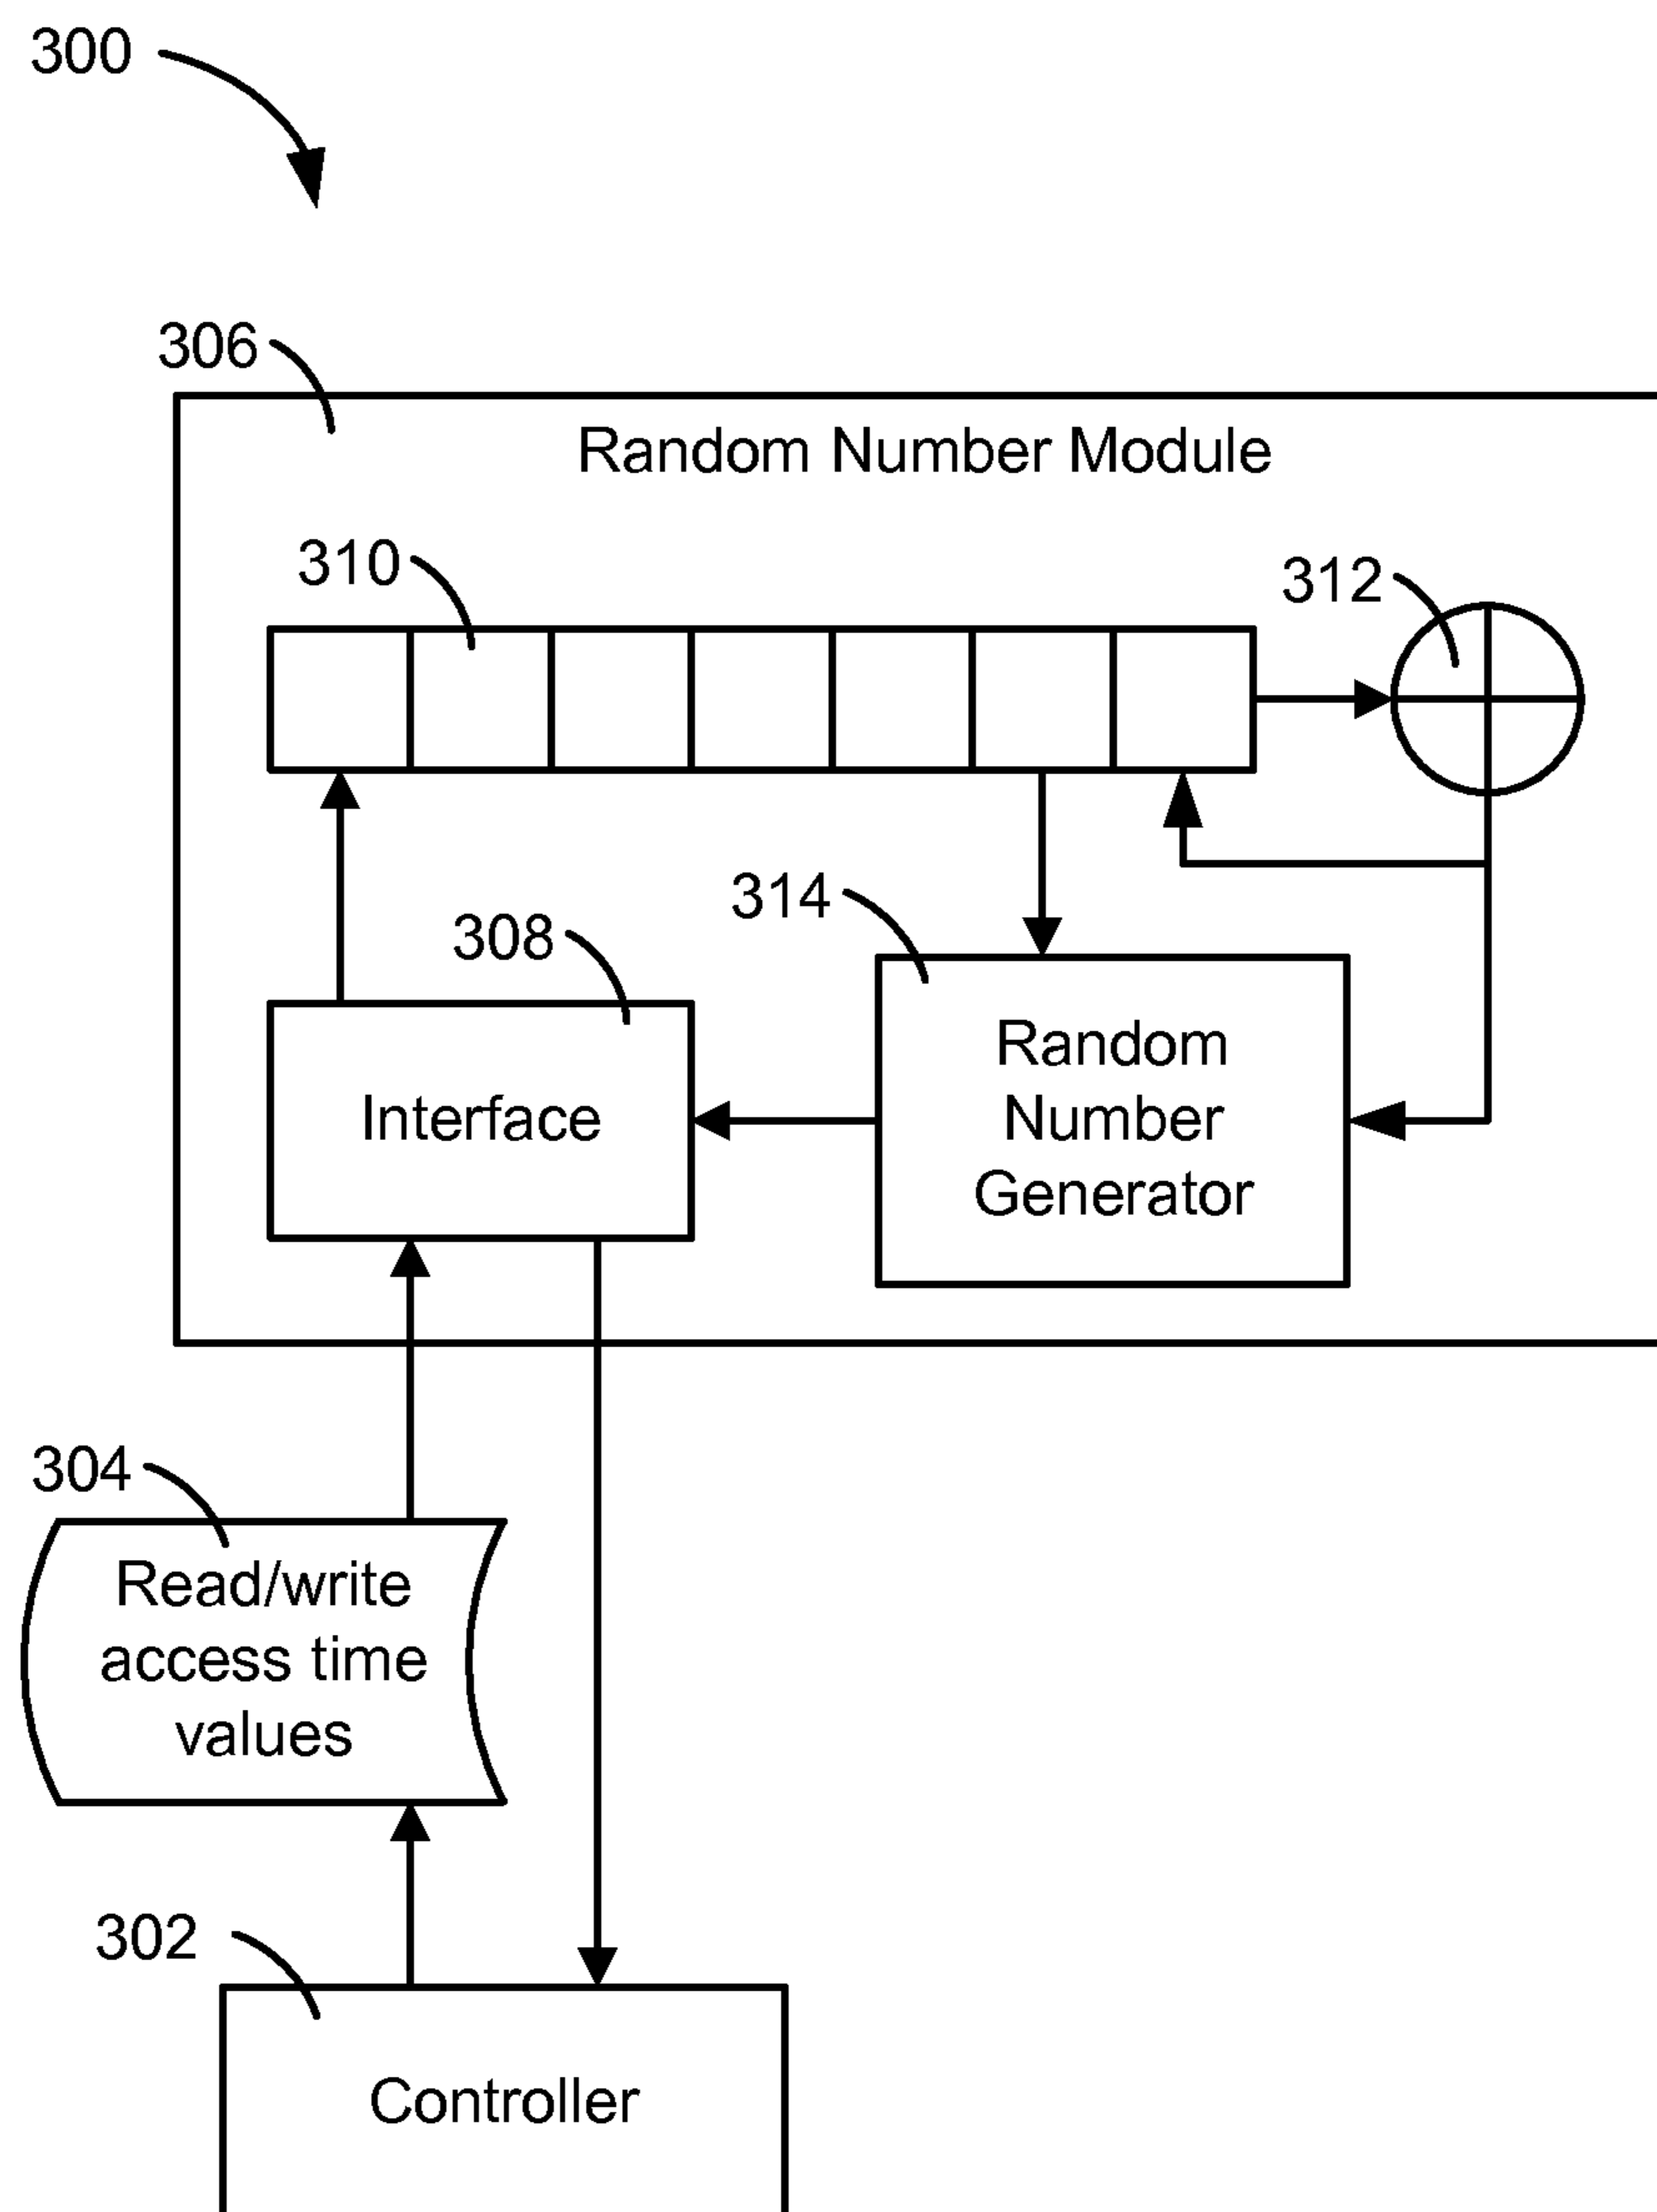 300
306
Random Number Module
310
312
314
308
Random
Number
Generator
Interface
304
Read/write
access time
values
302
Controller